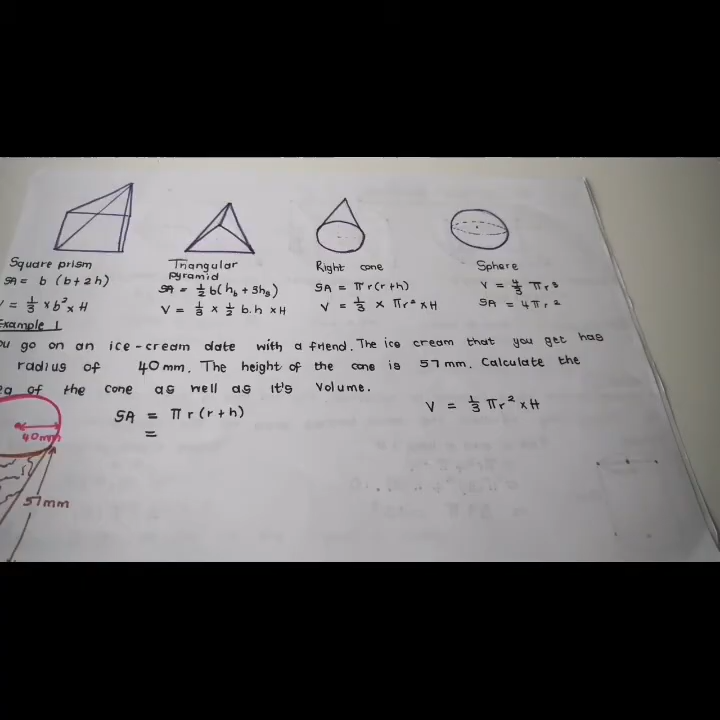 Square prism
SA = b (b + 2h)
V = 1/3 × b² × H
Triangular pyramid
SA = 1/2 b(h_b + 3h_s)
V = 1/3 × 1/2 b.h × H
Right cone
SA = πr(r+h)
V = 1/3 × πr² × H
Sphere
V = 4/3 πr³
SA = 4πr²
Example 1
go on an ice-cream date with a friend. The ice cream that you get has
radius of 40mm. The height of the cone is 57mm. Calculate the
of the cone as well as it's Volume.
SA = πr(r+h)
=
V = 1/3 πr² × H
40mm
57mm